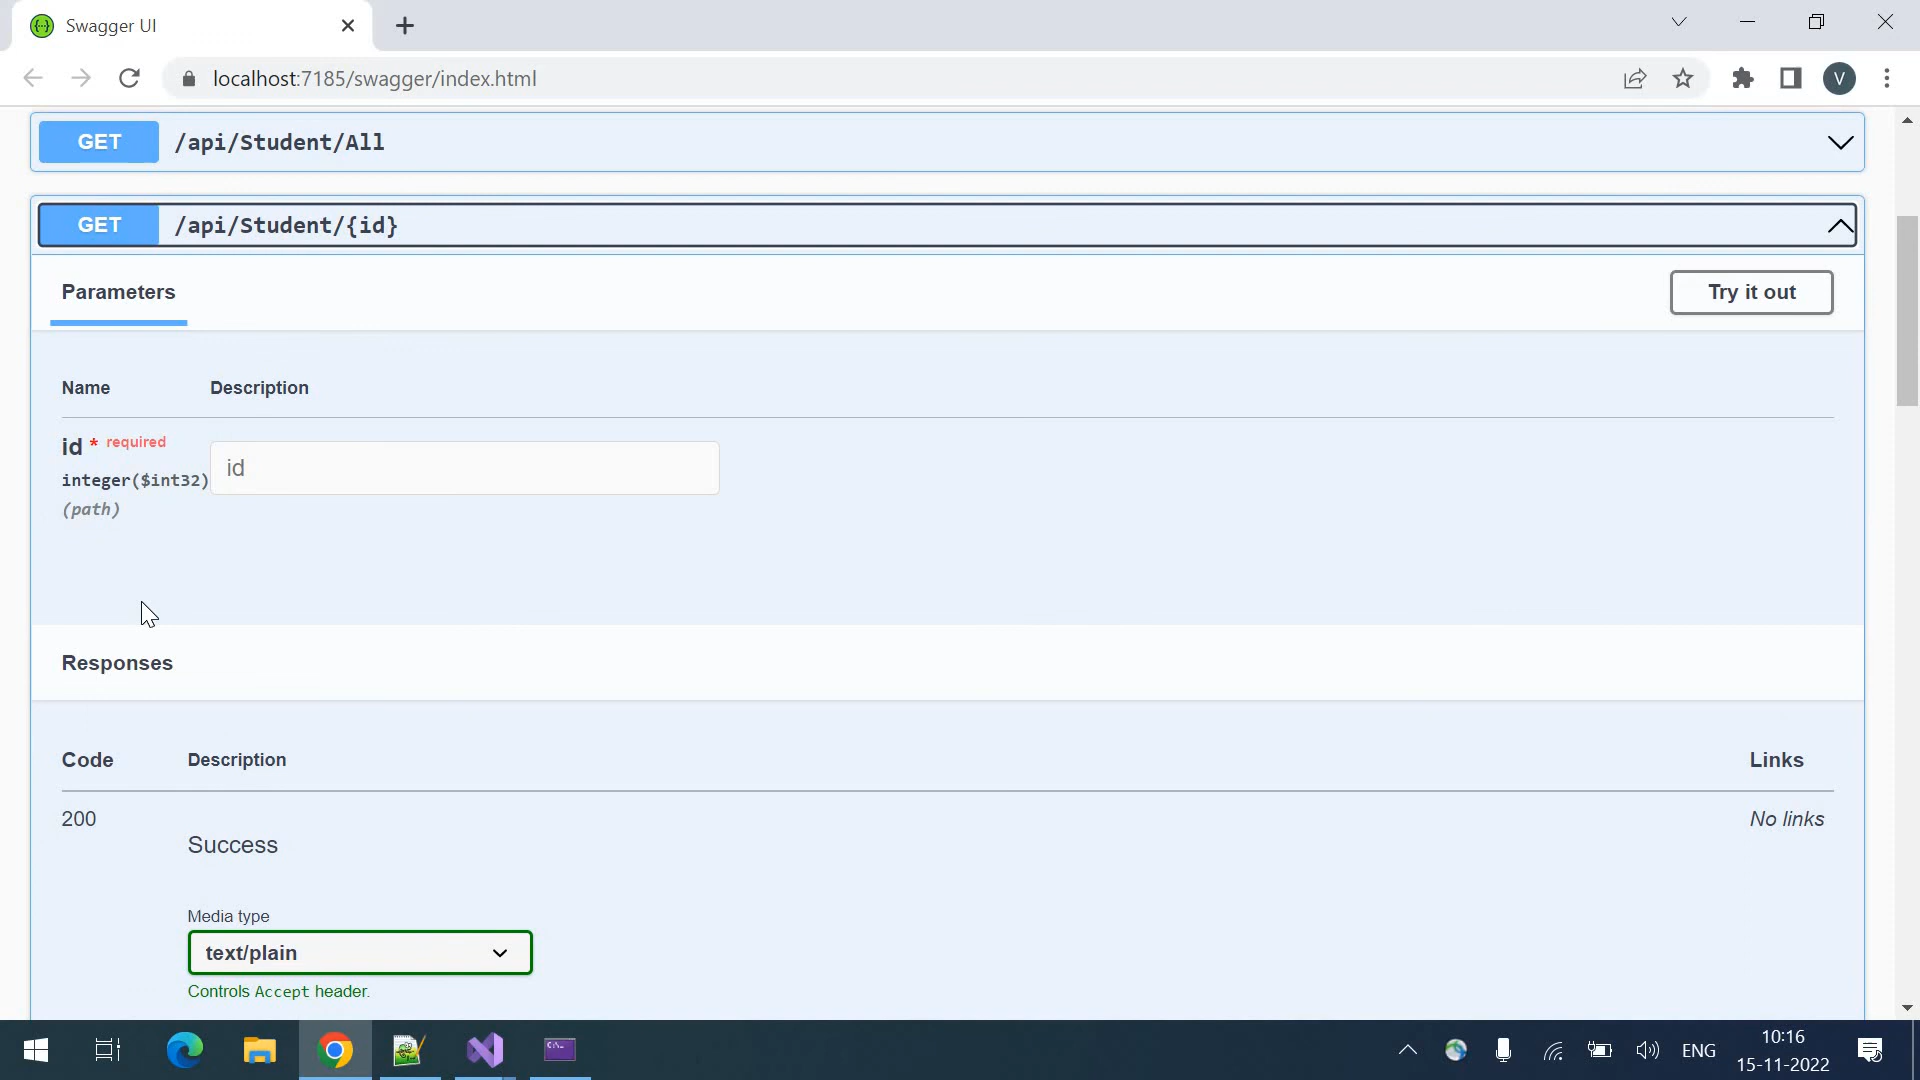 Swagger UI
localhost:7185/swagger/index.html
V
GET /api/Student/All
GET /api/Student/{id}
Parameters
Try it out
Name Description
id * required
integer($int32)
(path)
id
Responses
Code Description Links
200
Success
No links
Media type
text/plain
Controls Accept header.
ENG
10:16
15-11-2022